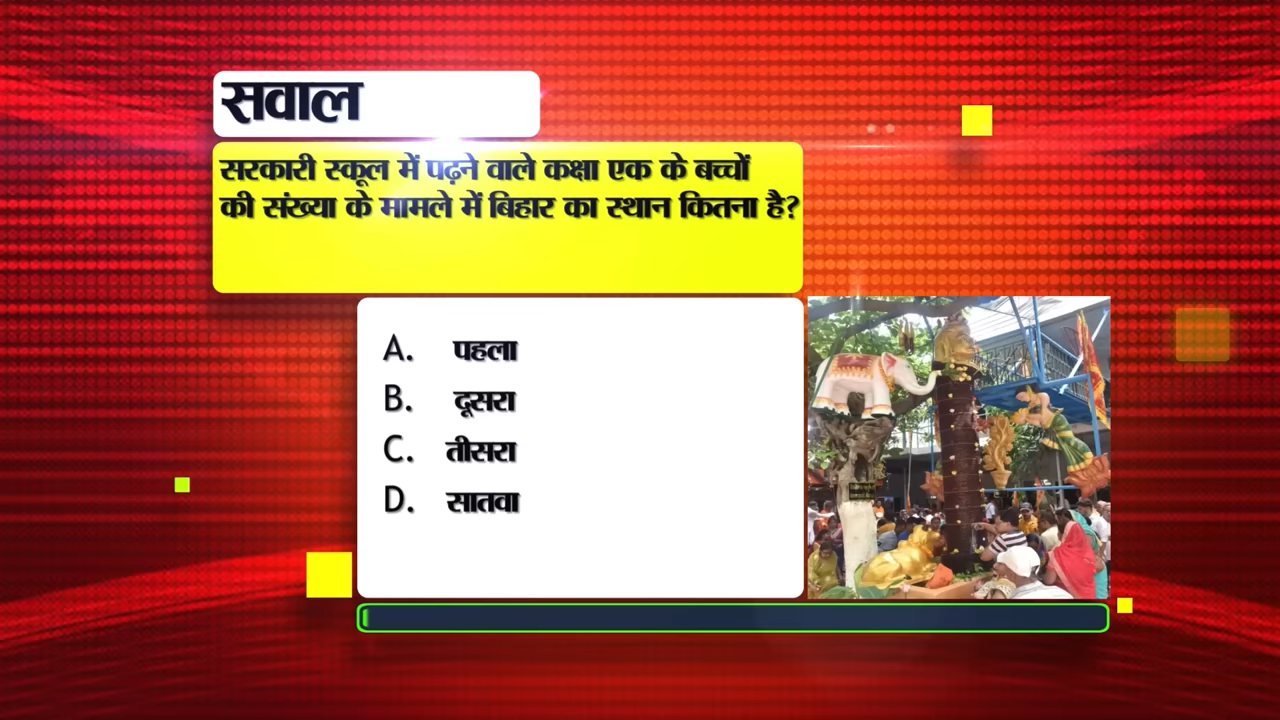 सवाल
सरकारी स्कूल में पढ़ने वाले कक्षा एक के बच्चों
की संख्या के मामले में बिहार का स्थान कितना है?
A. पहला
B. दूसरा
C. तीसरा
D. सातवा